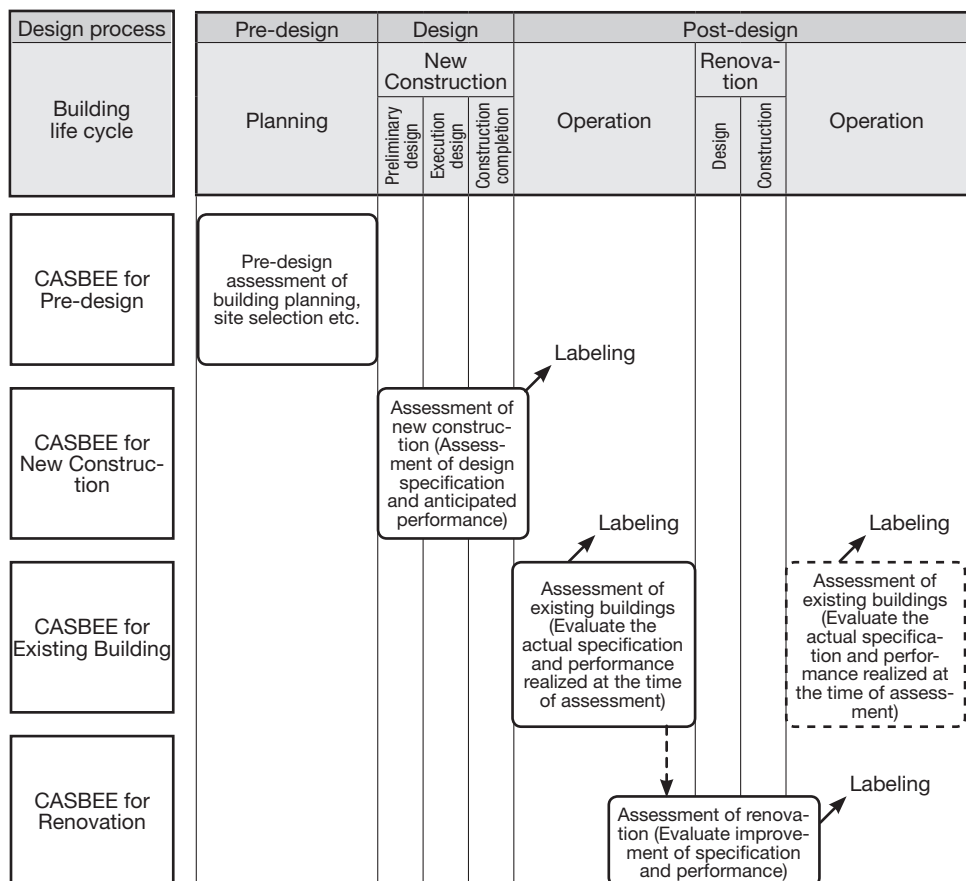 Design process
Pre-design
Design
Post-design
Building
life cycle
Planning
New
Construction
Preliminary
design
Execution
design
Construction
completion
Operation
Renova-
tion
Design
Construction
Operation
CASBEE for
Pre-design
Pre-design
assessment of
building planning,
site selection etc.
Labeling
CASBEE for
New Construc-
tion
Assessment of
new construc-
tion (Assess-
ment of design
specification
and anticipated
performance)
Labeling
Labeling
CASBEE for
Existing Building
Assessment of
existing buildings
(Evaluate the
actual specification
and performance
realized at the time
of assessment)
Assessment of
existing buildings
(Evaluate the
actual specifica-
tion and perfor-
mance realized at
the time of assess-
ment)
CASBEE for
Renovation
Labeling
Assessment of renova-
tion (Evaluate improve-
ment of specification
and performance)